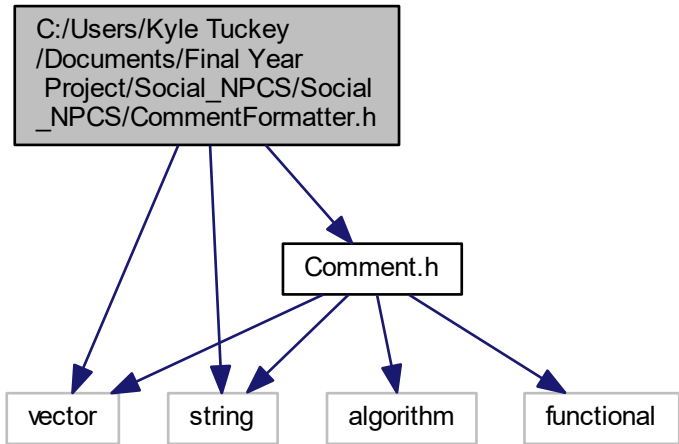 C:/Users/Kyle Tuckey
/Documents/Final Year
Project/Social_NPCS/Social
_NPCS/CommentFormatter.h
Comment.h
vector
string
algorithm
functional